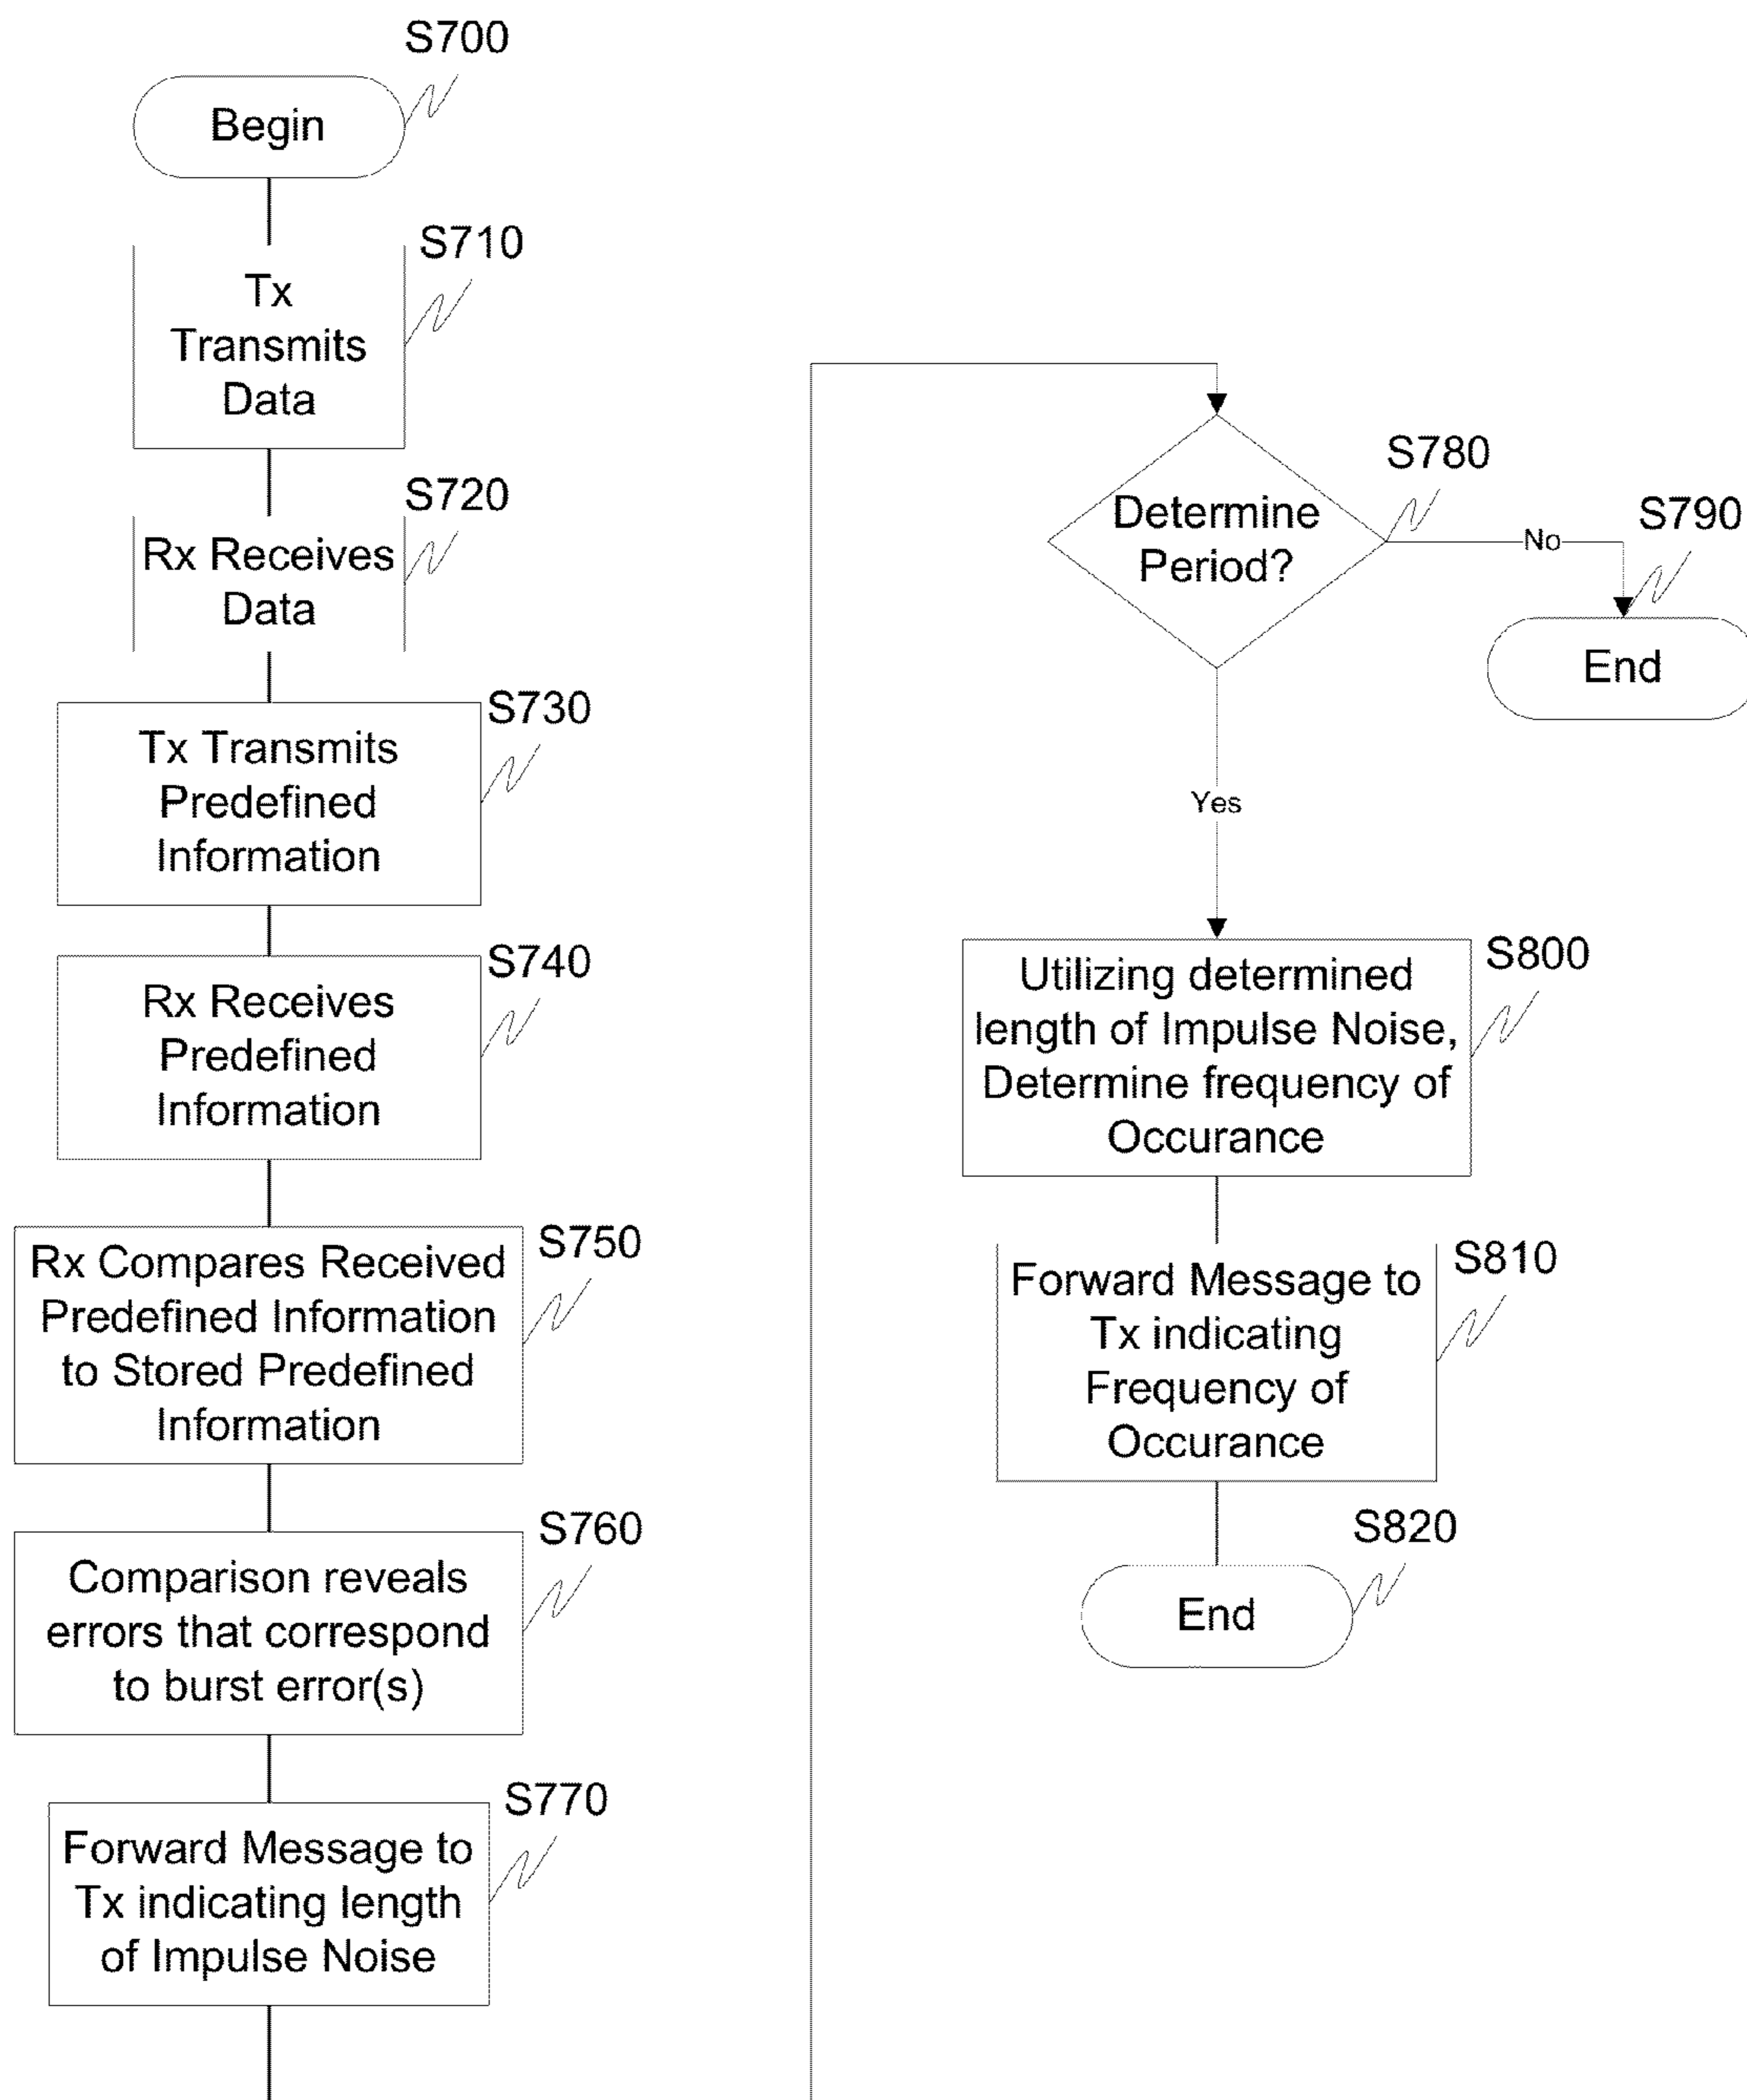 S700
Begin
S710
Tx
Transmits
Data
S720
Rx Receives
Data
S730
Tx Transmits
Predefined
Information
S740
Rx Receives
Predefined
Information
S750
Rx Compares Received
Predefined Information
to Stored Predefined
Information
S760
Comparison reveals
errors that correspond
to burst error(s)
S770
Forward Message to
Tx indicating length
of Impulse Noise
S780
Determine
Period?
No
S790
End
Yes
S800
Utilizing determined
length of Impulse Noise,
Determine frequency of
Occurance
S810
Forward Message to
Tx indicating
Frequency of
Occurance
S820
End